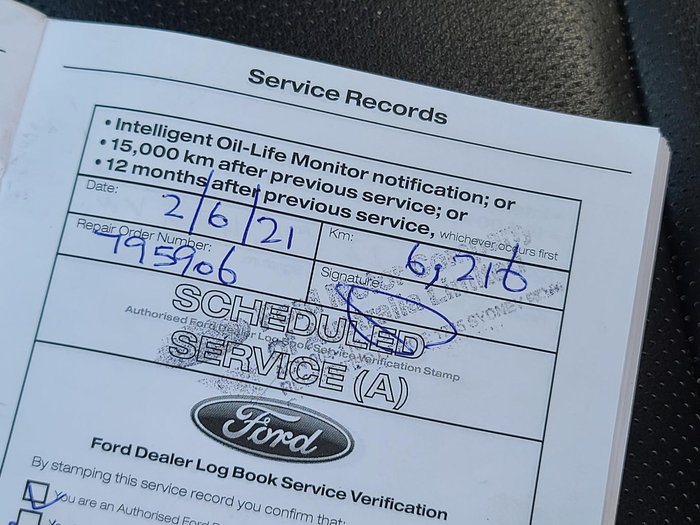 Service Records
• Intelligent Oil-Life Monitor notification; or
• 15,000 km after previous service; or
• 12 months after previous service, whichever occurs first
Date: 2/6/21
Km: 6,216
Repair Order Number: 795906
Signature:
SCHEDULED
Authorised Ford Dealer Log Book Service Verification Stamp
SERVICE (A)
Ford
Ford Dealer Log Book Service Verification
By stamping this service record you confirm that:
You are an Authorised Ford